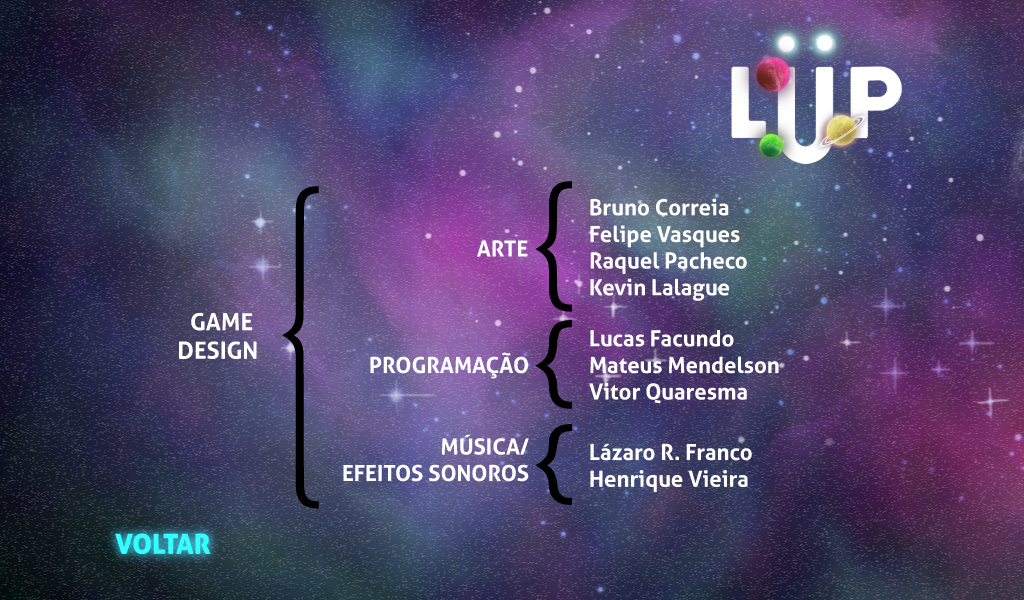 LÜP
GAME
DESIGN
ARTE
Bruno Correia
Felipe Vasques
Raquel Pacheco
Kevin Lalague
PROGRAMAÇÃO
Lucas Facundo
Mateus Mendelson
Vitor Quaresma
MÚSICA/
EFEITOS SONOROS
Lázaro R. Franco
Henrique Vieira
VOLTAR